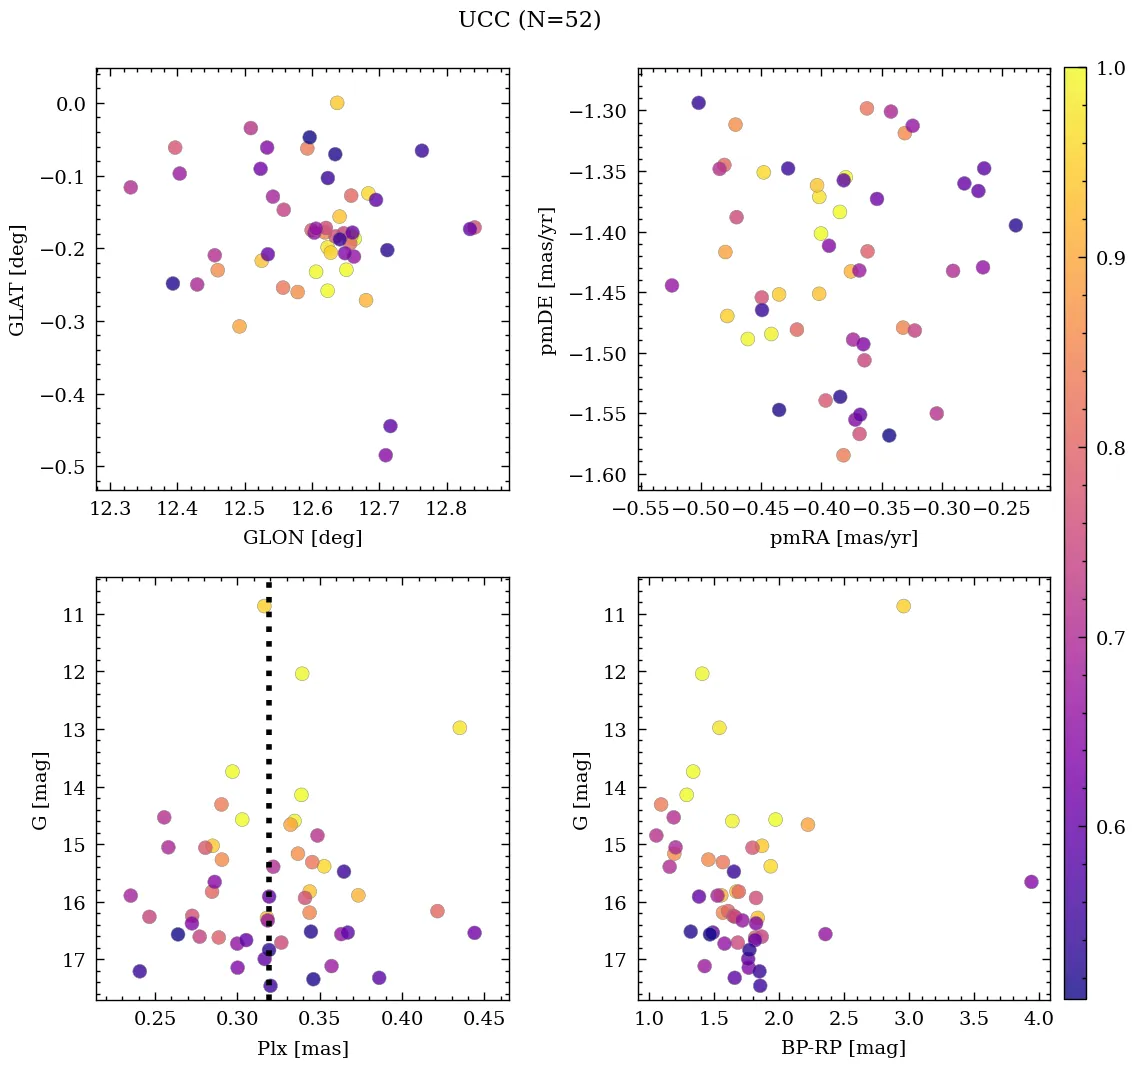 UCC (N=52)
0.0
−0.1
−0.2
−0.3
−0.4
−0.5
GLAT [deg]
12.3 12.4 12.5 12.6 12.7 12.8
GLON [deg]
−1.30
−1.35
−1.40
−1.45
−1.50
−1.55
−1.60
pmDE [mas/yr]
−0.55 −0.50 −0.45 −0.40 −0.35 −0.30 −0.25
pmRA [mas/yr]
11
12
13
14
15
16
17
G [mag]
0.25 0.30 0.35 0.40 0.45
Plx [mas]
11
12
13
14
15
16
17
G [mag]
1.0 1.5 2.0 2.5 3.0 3.5 4.0
BP-RP [mag]
1.0
0.9
0.8
0.7
0.6